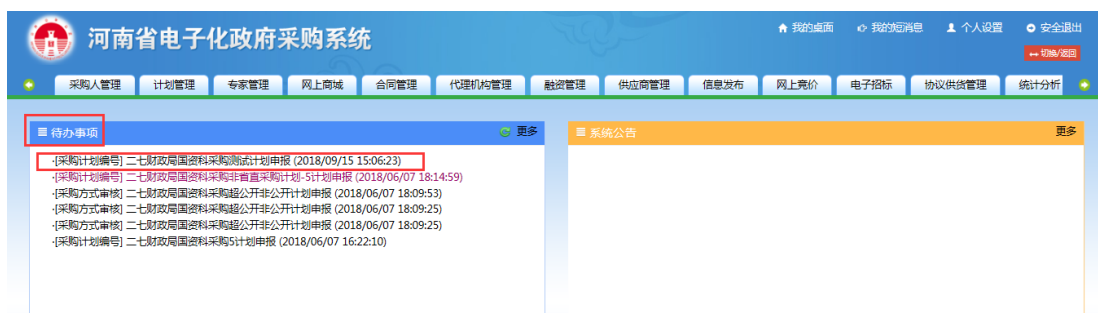 河南省电子化政府采购系统
我的桌面 我的短消息 个人设置 安全退出
切换/返回
采购人管理 计划管理 专家管理 网上商城 合同管理 代理机构管理 融资管理 供应商管理 信息发布 网上竞价 电子招标 协议供货管理 统计分析
待办事项 更多 系统公告 更多
·[采购计划编号] 二七财政局国资科采购测试计划申报 (2018/09/15 15:06:23)
·[采购计划编号] 二七财政局国资科采购非省直采购计划-5计划申报 (2018/06/07 18:14:59)
·[采购方式审核] 二七财政局国资科采购超公开非公开计划申报 (2018/06/07 18:09:53)
·[采购方式审核] 二七财政局国资科采购超公开非公开计划申报 (2018/06/07 18:09:25)
·[采购方式审核] 二七财政局国资科采购超公开非公开计划申报 (2018/06/07 18:09:25)
·[采购计划编号] 二七财政局国资科采购5计划申报 (2018/06/07 16:22:10)